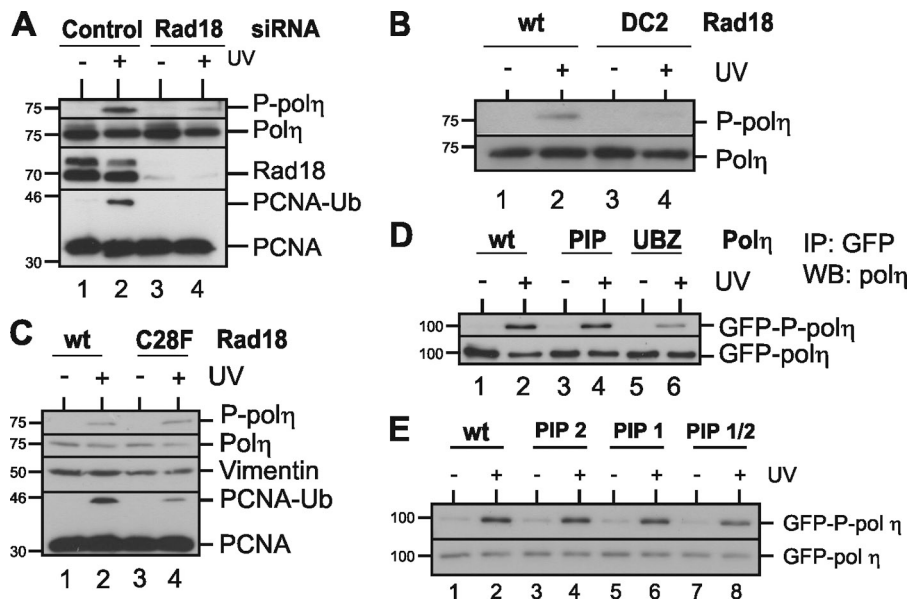 A
Control Rad18 siRNA
- + - + UV
75 P-polη
75 Polη
70 Rad18
46 PCNA-Ub
PCNA
30
1 2 3 4
B
wt DC2 Rad18
- + - + UV
75 P-polη
75 Polη
1 2 3 4
C
wt C28F Rad18
- + - + UV
75 P-polη
75 Polη
50 Vimentin
46 PCNA-Ub
30 PCNA
1 2 3 4
D
wt PIP UBZ Polη IP: GFP
WB: polη
- + - + - + UV
100 GFP-P-polη
100 GFP-polη
1 2 3 4 5 6
E
wt PIP 2 PIP 1 PIP 1/2
- + - + - + - + UV
100 GFP-P-pol η
100 GFP-pol η
1 2 3 4 5 6 7 8